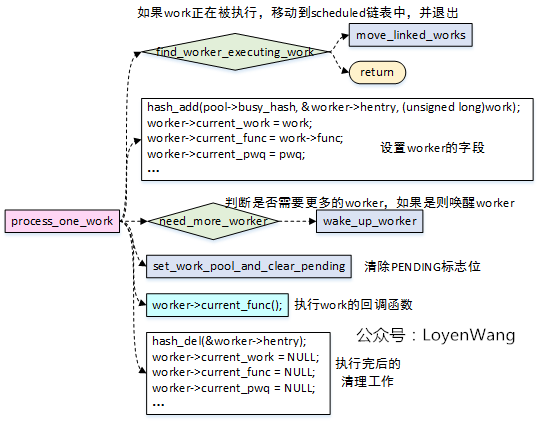 如果work正在被执行，移动到scheduled链表中，并退出
find_worker_executing_work
move_linked_works
return
hash_add(pool->busy_hash, &worker->hentry, (unsigned long)work);
worker->current_work = work;
worker->current_func = work->func;
worker->current_pwq = pwq;
...
设置worker的字段
判断是否需要更多的worker，如果是则唤醒worker
process_one_work
need_more_worker
wake_up_worker
set_work_pool_and_clear_pending
清除PENDING标志位
worker->current_func();
执行work的回调函数
公众号：LoyenWang
hash_del(&worker->hentry);
worker->current_work = NULL;
worker->current_func = NULL;
worker->current_pwq = NULL;
...
执行完后的
清理工作